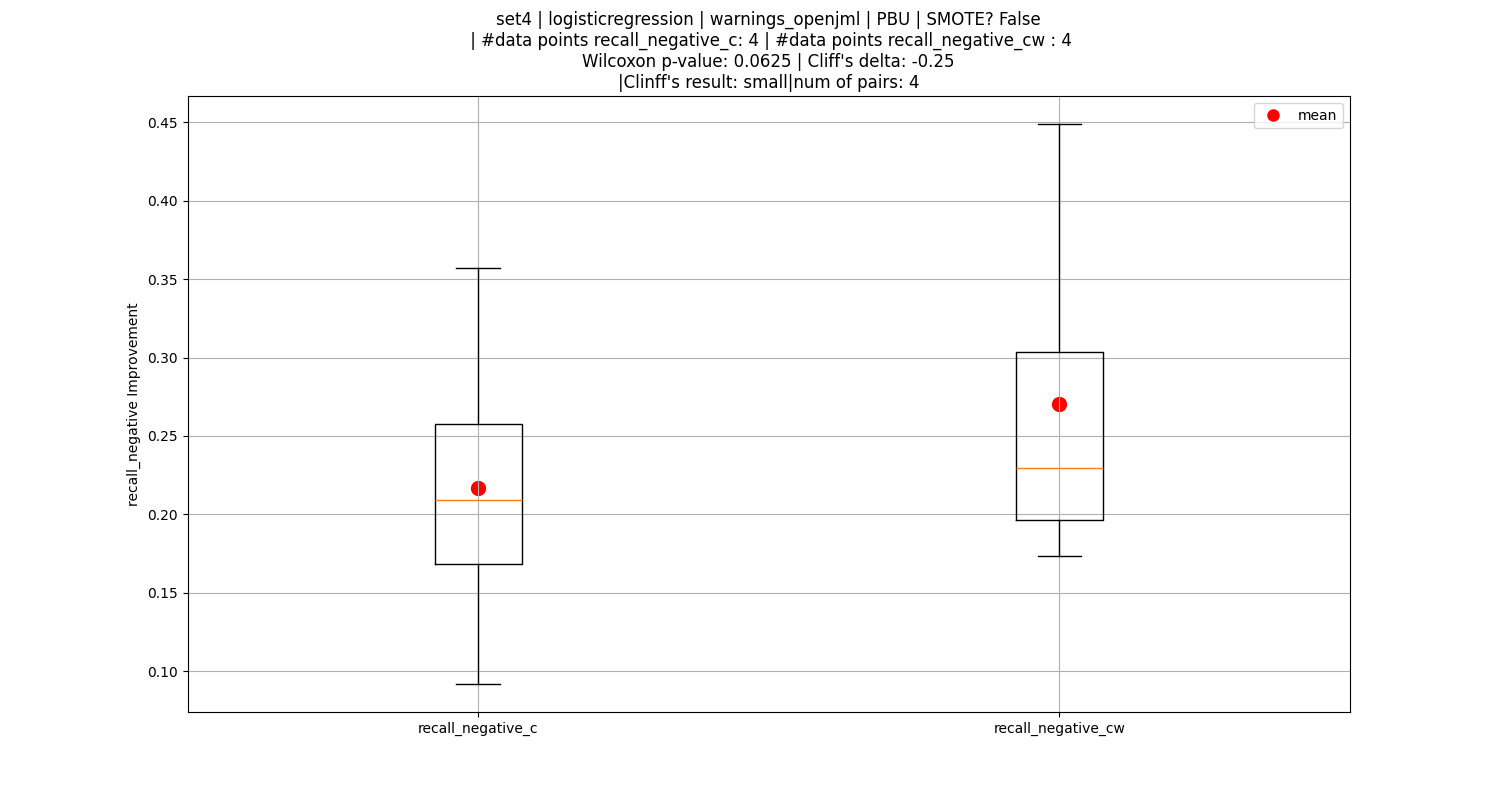 set4 | logisticregression | warnings_openjml | PBU | SMOTE? False
| #data points recall_negative_c: 4 | #data points recall_negative_cw : 4
Wilcoxon p-value: 0.0625 | Cliff's delta: -0.25
|Clinff's result: small|num of pairs: 4
mean
0.45
0.40
0.35
0.30
0.25
0.20
0.15
0.10
recall_negative Improvement
recall_negative_c
recall_negative_cw